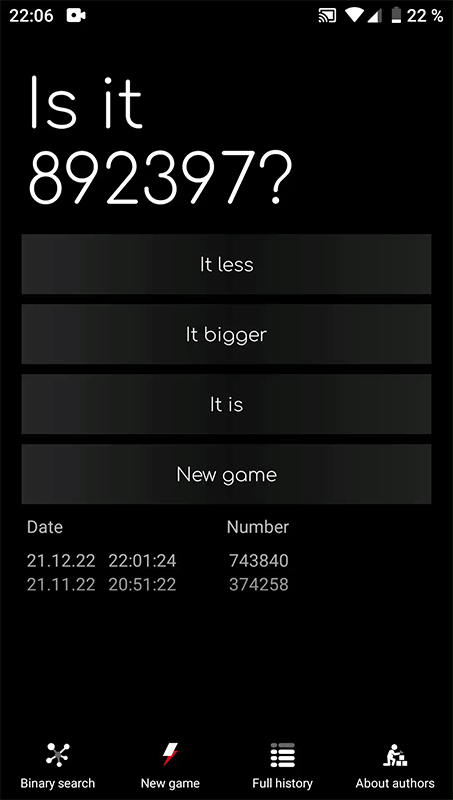 22:06 22 %
Is it
892397?
It less
It bigger
It is
New game
Date Number
21.12.22 22:01:24 743840
21.11.22 20:51:22 374258
Binary search New game Full history About authors